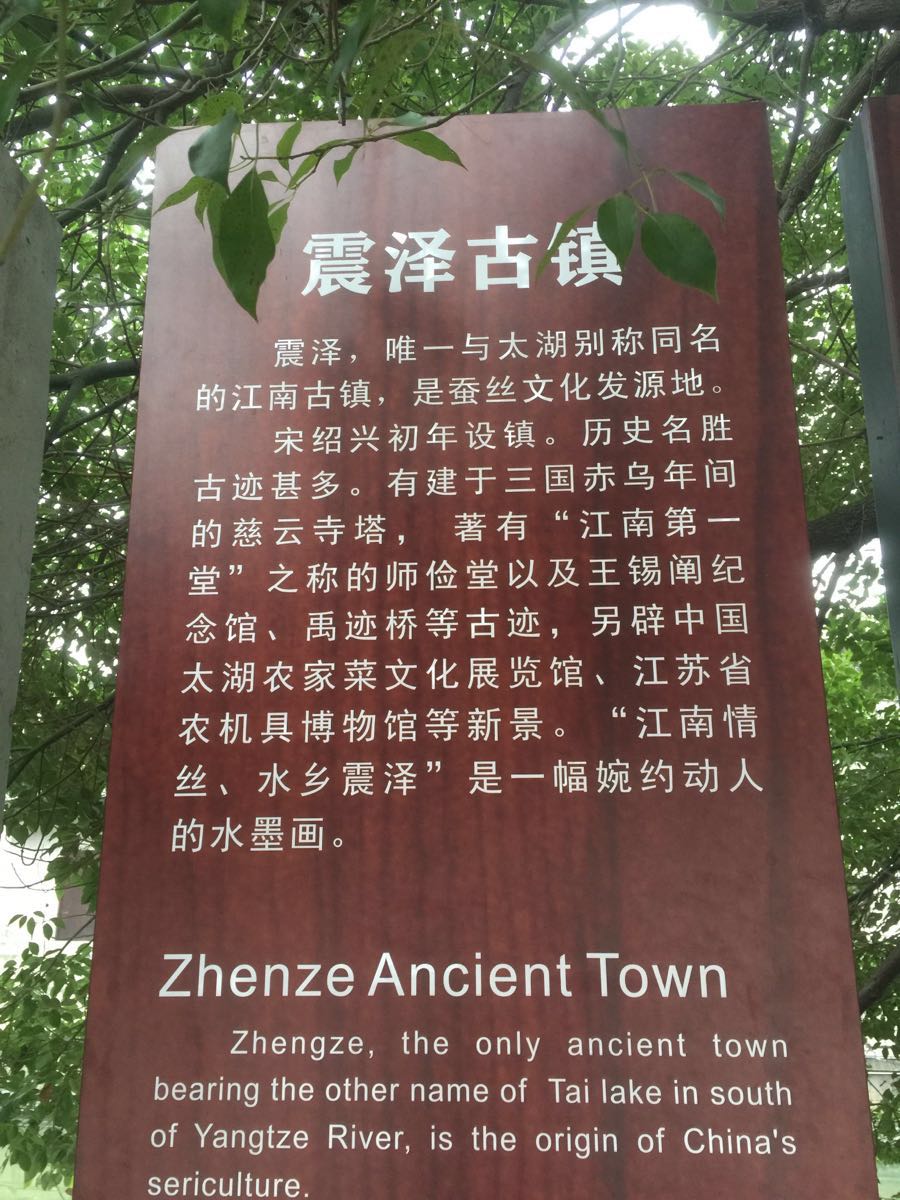 震泽古镇
震泽，唯一与太湖别称同名
的江南古镇，是蚕丝文化发源地。
宋绍兴初年设镇。历史名胜
古迹甚多。有建于三国赤乌年间
的慈云寺塔， 著有“江南第一
堂”之称的师俭堂以及王锡阐纪
念馆、禹迹桥等古迹，另辟中国
太湖农家菜文化展览馆、江苏省
农机具博物馆等新景。“江南情
丝、水乡震泽”是一幅婉约动人
的水墨画。
Zhenze Ancient Town
Zhengze, the only ancient town
bearing the other name of Tai lake in south
of Yangtze River, is the origin of China's
sericulture.